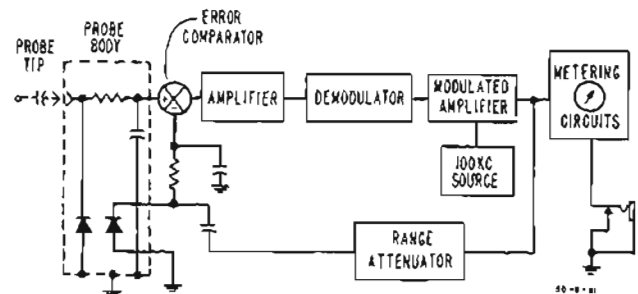 ERROR
COMPARATOR
PROBE
BODY
PROBE
TIP
+
-
AMPLIFIER
DEMODULATOR
MODULATED
AMPLIFIER
METERING
CIRCUITS
100KC
SOURCE
RANGE
ATTENUATOR